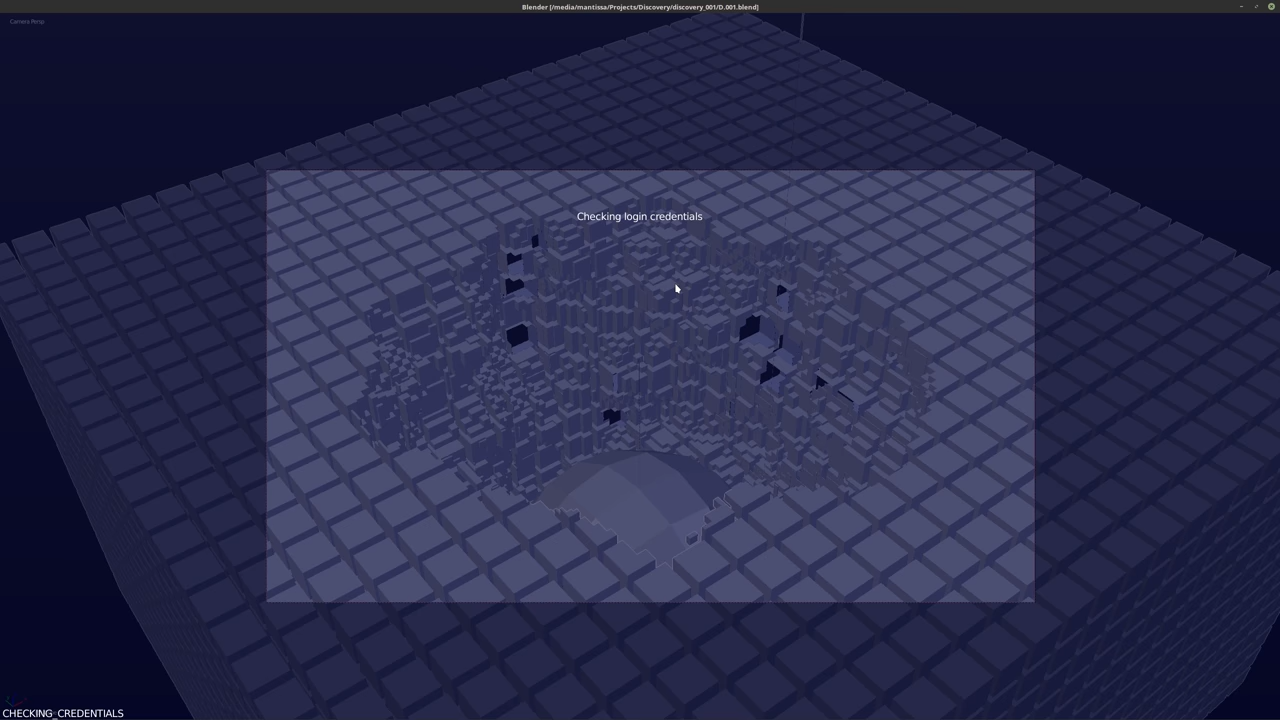 Blender [/media/mantissa/Projects/Discovery/discovery_001/D.001.blend]
Camera Persp
Checking login credentials
CHECKING_CREDENTIALS